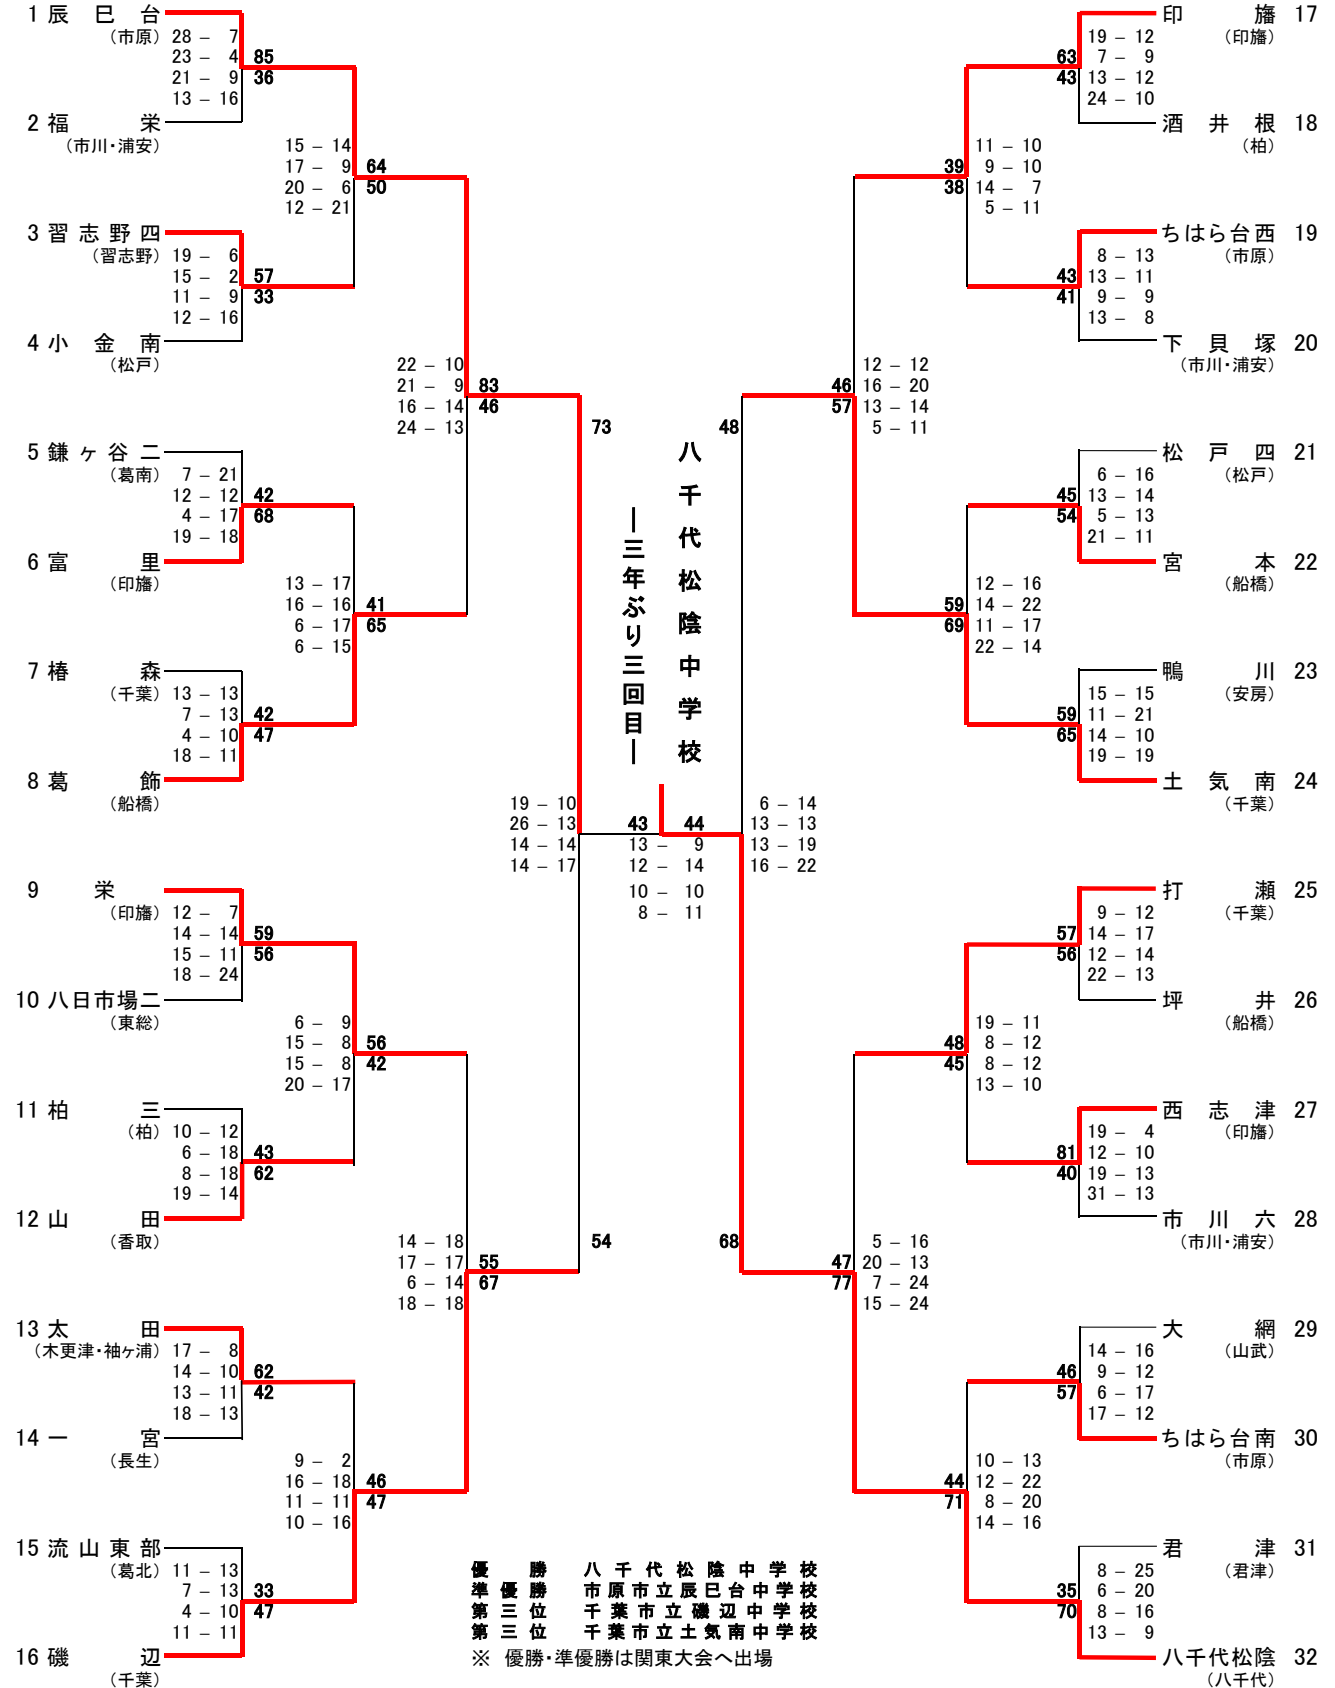 1 辰巳台
(市原)
28 − 7
23 − 4
21 − 9
13 − 16
85
36
2 福栄
(市川・浦安)
15 − 14
17 − 9
20 − 6
12 − 21
64
50
3 習志野四
(習志野)
19 − 6
15 − 2
11 − 9
12 − 16
57
33
4 小金南
(松戸)
22 − 10
21 − 9
16 − 14
24 − 13
83
46
5 鎌ヶ谷二
(葛南)
7 − 21
12 − 12
4 − 17
19 − 18
42
68
6 富里
(印旛)
13 − 17
16 − 16
6 − 17
6 − 15
41
65
7 椿森
(千葉)
13 − 13
7 − 13
4 − 10
18 − 11
42
47
8 葛飾
(船橋)
73
19 − 10
26 − 13
14 − 14
14 − 17
54
9 栄
(印旛)
12 − 7
14 − 14
15 − 11
18 − 24
59
56
10 八日市場二
(東総)
6 − 9
15 − 8
15 − 8
20 − 17
56
42
11 柏三
(柏)
10 − 12
6 − 18
8 − 18
19 − 14
43
62
12 山田
(香取)
14 − 18
17 − 17
6 − 14
18 − 18
55
67
13 太田
(木更津・袖ヶ浦)
17 − 8
14 − 10
13 − 11
18 − 13
62
42
14 一宮
(長生)
9 − 2
16 − 18
11 − 11
10 − 16
46
47
15 流山東部
(葛北)
11 − 13
7 − 13
4 − 10
11 − 11
33
47
16 磯辺
(千葉)
八千代松陰中学校
―三年ぶり三回目―
43 44
13 − 9
12 − 14
10 − 10
8 − 11
印旛 17
(印旛)
19 − 12
7 − 9
13 − 12
24 − 10
63
43
酒井根 18
(柏)
11 − 10
9 − 10
14 − 7
5 − 11
39
38
ちはら台西 19
(市原)
8 − 13
13 − 11
9 − 9
13 − 8
43
41
下貝塚 20
(市川・浦安)
12 − 12
16 − 20
13 − 14
5 − 11
46
57
松戸四 21
(松戸)
6 − 16
13 − 14
5 − 13
21 − 11
45
54
宮本 22
(船橋)
12 − 16
14 − 22
11 − 17
22 − 14
59
69
鴨川 23
(安房)
15 − 15
11 − 21
14 − 10
19 − 19
59
65
土気南 24
(千葉)
48
6 − 14
13 − 13
13 − 19
16 − 22
68
打瀬 25
(千葉)
9 − 12
14 − 17
12 − 14
22 − 13
57
56
坪井 26
(船橋)
19 − 11
8 − 12
8 − 12
13 − 10
48
45
西志津 27
(印旛)
19 − 4
12 − 10
19 − 13
31 − 13
81
40
市川六 28
(市川・浦安)
5 − 16
20 − 13
7 − 24
15 − 24
47
77
大網 29
(山武)
14 − 16
9 − 12
6 − 17
17 − 12
46
57
ちはら台南 30
(市原)
10 − 13
12 − 22
8 − 20
14 − 16
44
71
君津 31
(君津)
8 − 25
6 − 20
8 − 16
13 − 9
35
70
八千代松陰 32
(八千代)
優勝 八千代松陰中学校
準優勝 市原市立辰巳台中学校
第三位 千葉市立磯辺中学校
第三位 千葉市立土気南中学校
※ 優勝・準優勝は関東大会へ出場